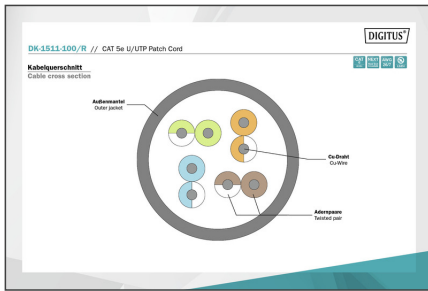 DIGITUS®
DK-1511-100/R // CAT 5e U/UTP Patch Cord
Kabelquerschnitt
Cable cross section
Außenmantel
Outer jacket
Cu-Draht
Cu-Wire
Adernpaare
Twisted pair